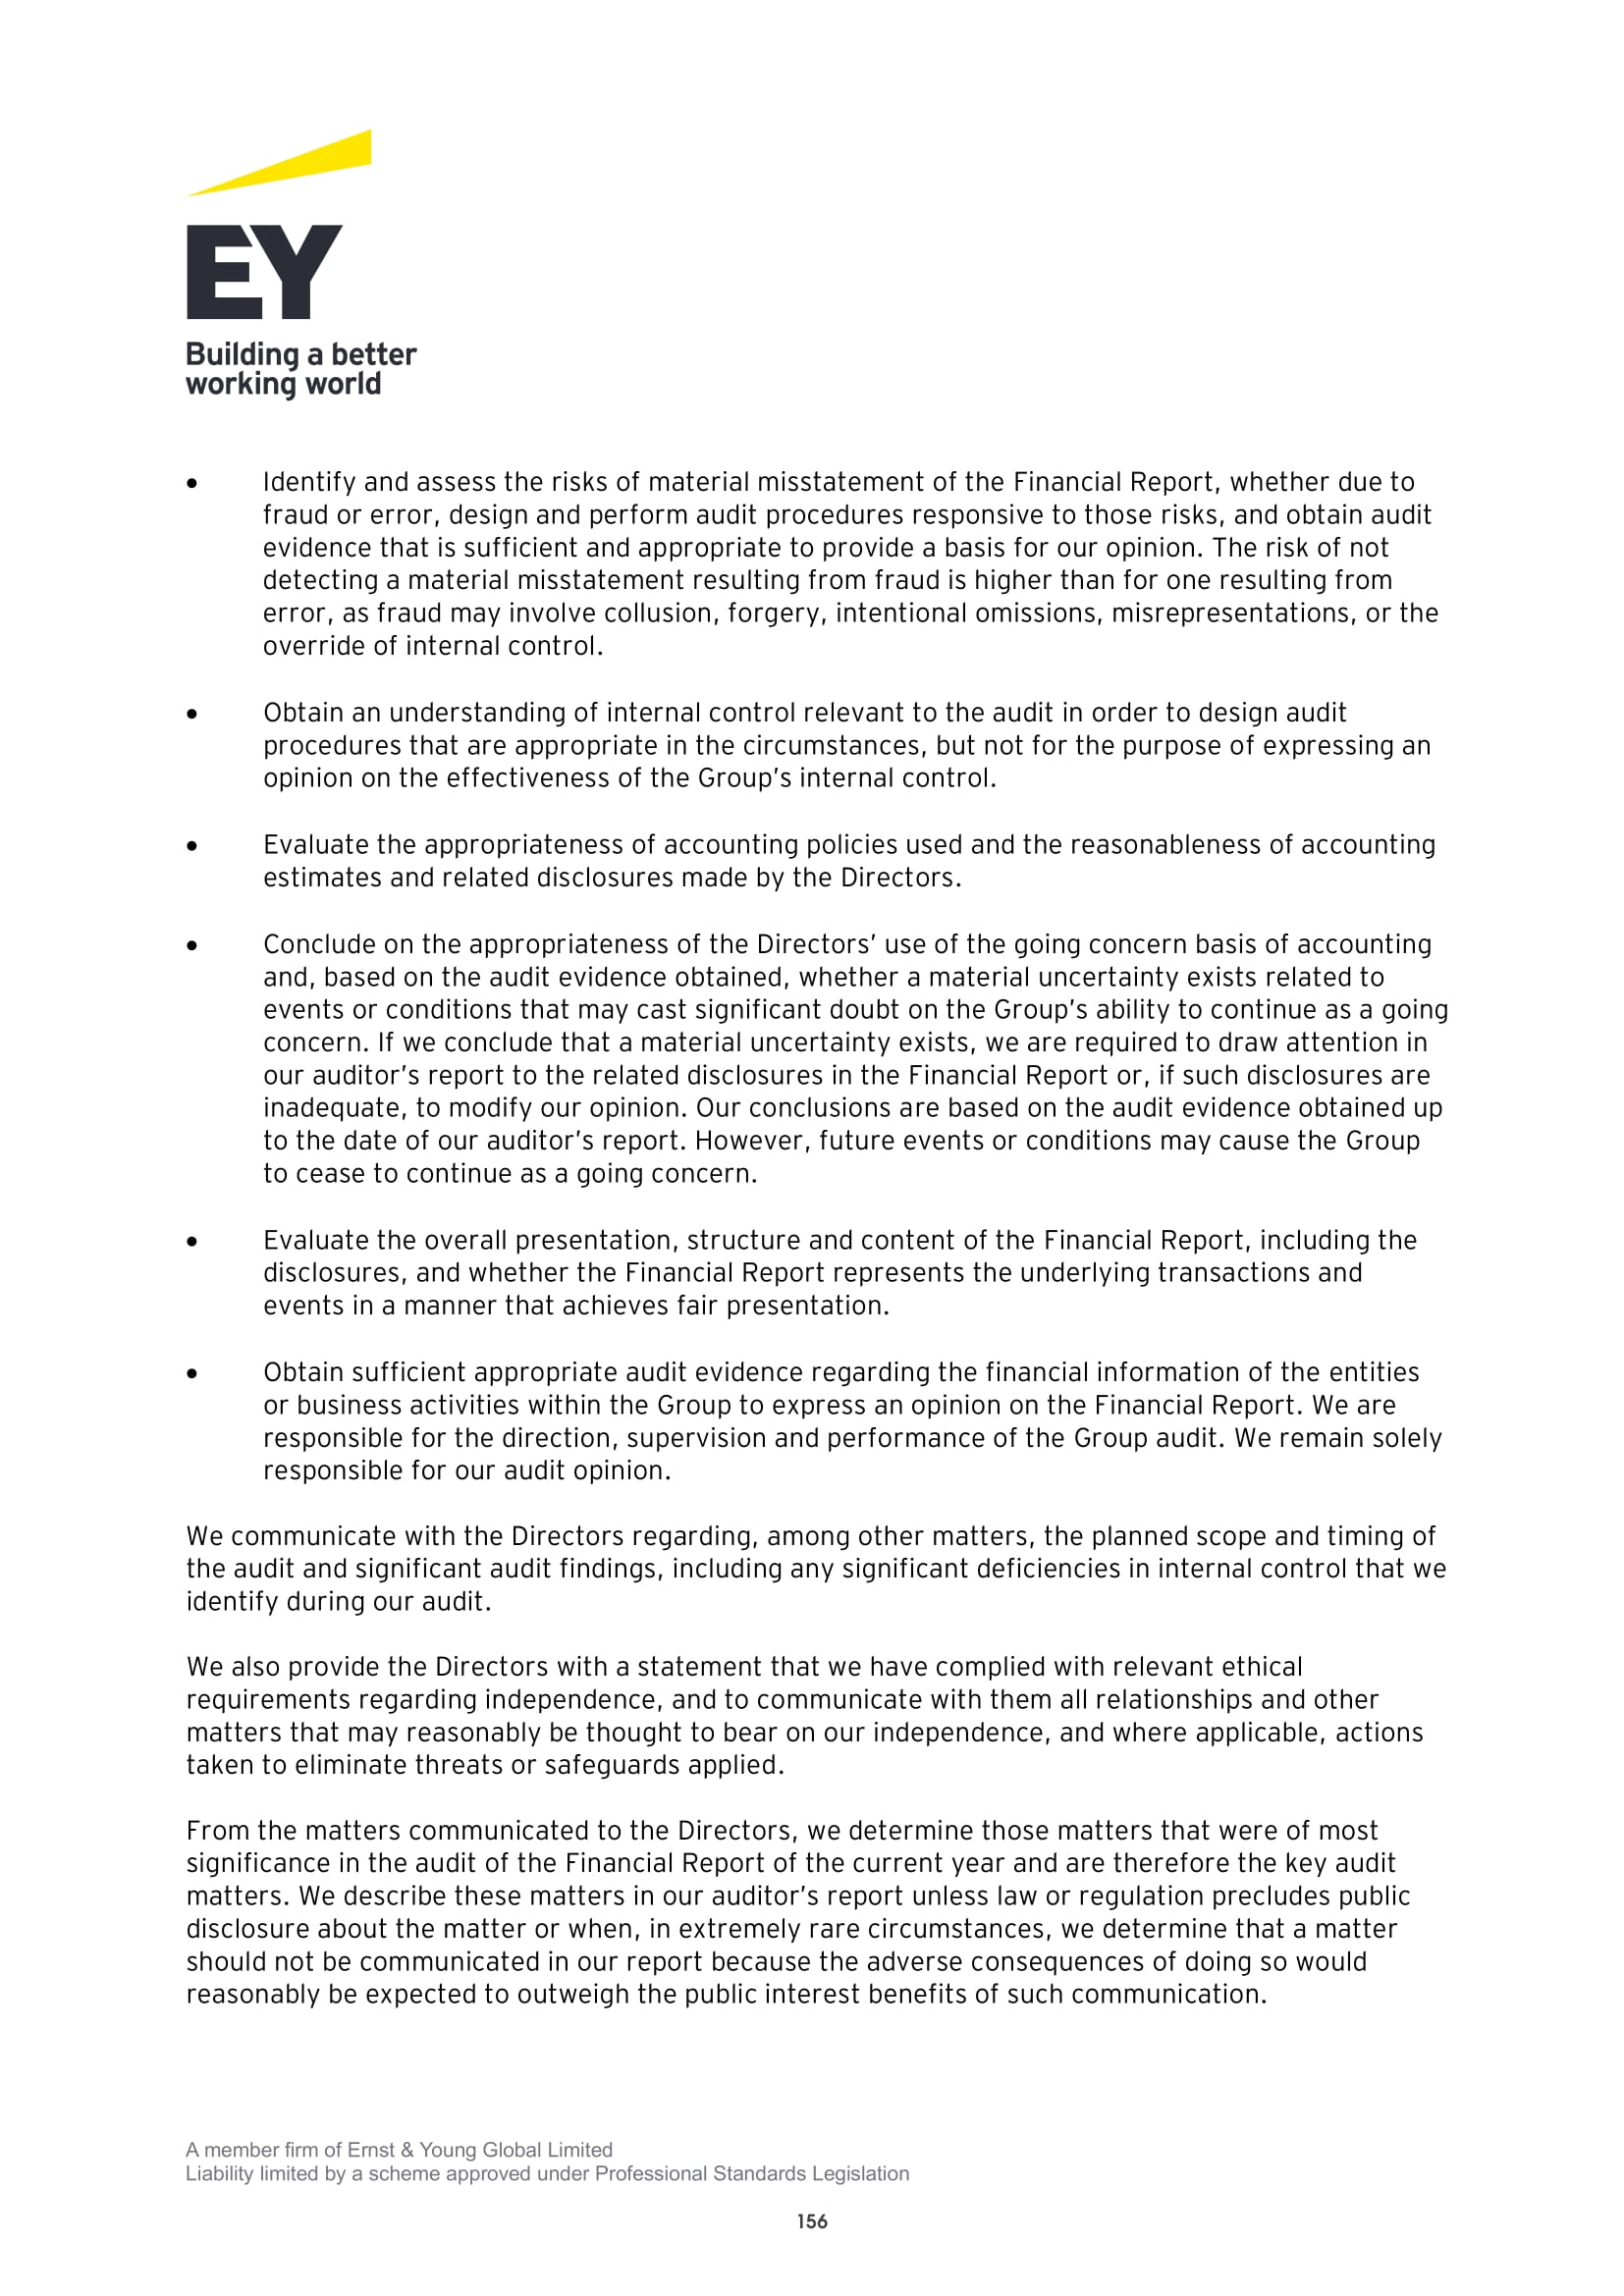 EY
Building a better
working world
• Identify and assess the risks of material misstatement of the Financial Report, whether due to
fraud or error, design and perform audit procedures responsive to those risks, and obtain audit
evidence that is sufficient and appropriate to provide a basis for our opinion. The risk of not
detecting a material misstatement resulting from fraud is higher than for one resulting from
error, as fraud may involve collusion, forgery, intentional omissions, misrepresentations, or the
override of internal control.
• Obtain an understanding of internal control relevant to the audit in order to design audit
procedures that are appropriate in the circumstances, but not for the purpose of expressing an
opinion on the effectiveness of the Group’s internal control.
• Evaluate the appropriateness of accounting policies used and the reasonableness of accounting
estimates and related disclosures made by the Directors.
• Conclude on the appropriateness of the Directors’ use of the going concern basis of accounting
and, based on the audit evidence obtained, whether a material uncertainty exists related to
events or conditions that may cast significant doubt on the Group’s ability to continue as a going
concern. If we conclude that a material uncertainty exists, we are required to draw attention in
our auditor’s report to the related disclosures in the Financial Report or, if such disclosures are
inadequate, to modify our opinion. Our conclusions are based on the audit evidence obtained up
to the date of our auditor’s report. However, future events or conditions may cause the Group
to cease to continue as a going concern.
• Evaluate the overall presentation, structure and content of the Financial Report, including the
disclosures, and whether the Financial Report represents the underlying transactions and
events in a manner that achieves fair presentation.
• Obtain sufficient appropriate audit evidence regarding the financial information of the entities
or business activities within the Group to express an opinion on the Financial Report. We are
responsible for the direction, supervision and performance of the Group audit. We remain solely
responsible for our audit opinion.
We communicate with the Directors regarding, among other matters, the planned scope and timing of
the audit and significant audit findings, including any significant deficiencies in internal control that we
identify during our audit.
We also provide the Directors with a statement that we have complied with relevant ethical
requirements regarding independence, and to communicate with them all relationships and other
matters that may reasonably be thought to bear on our independence, and where applicable, actions
taken to eliminate threats or safeguards applied.
From the matters communicated to the Directors, we determine those matters that were of most
significance in the audit of the Financial Report of the current year and are therefore the key audit
matters. We describe these matters in our auditor’s report unless law or regulation precludes public
disclosure about the matter or when, in extremely rare circumstances, we determine that a matter
should not be communicated in our report because the adverse consequences of doing so would
reasonably be expected to outweigh the public interest benefits of such communication.
A member firm of Ernst & Young Global Limited
Liability limited by a scheme approved under Professional Standards Legislation
156